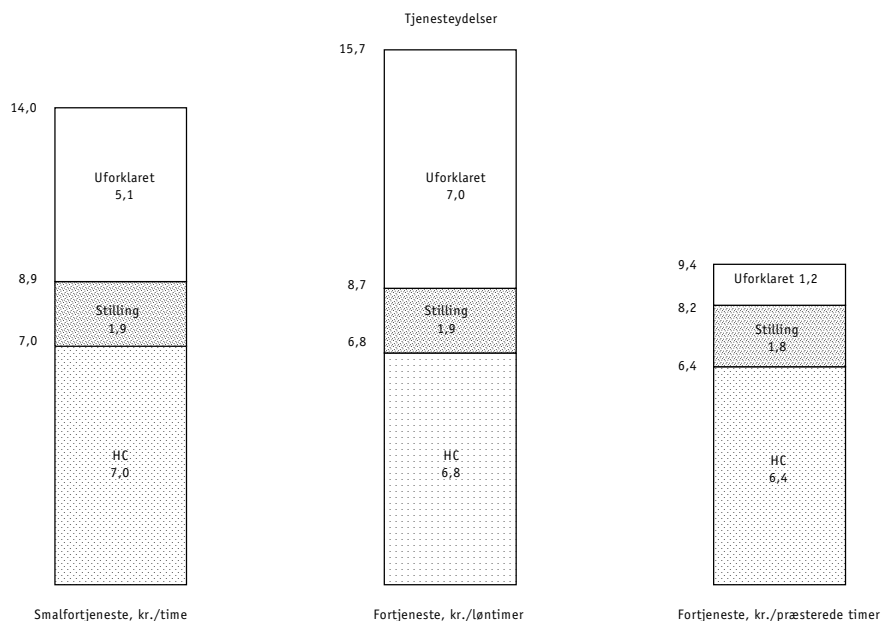 Tjenesteydelser
14,0
Uforklaret
5,1
8,9
Stilling
1,9
7,0
HC
7,0
Smalfortjeneste, kr./time
15,7
Uforklaret
7,0
8,7
Stilling
1,9
6,8
HC
6,8
Fortjeneste, kr./løntimer
9,4
Uforklaret 1,2
8,2
Stilling
1,8
6,4
HC
6,4
Fortjeneste, kr./præsterede timer